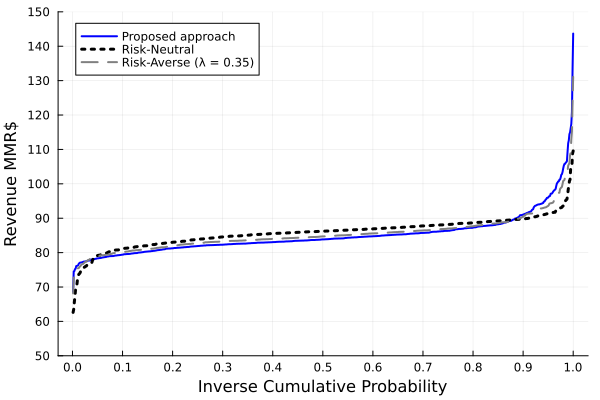 150
140
130
120
110
100
90
80
70
60
50
Revenue MMR$
Proposed approach
Risk-Neutral
Risk-Averse (λ = 0.35)
0.0 0.1 0.2 0.3 0.4 0.5 0.6 0.7 0.8 0.9 1.0
Inverse Cumulative Probability